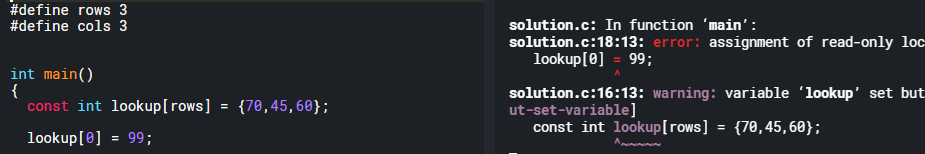 #define rows 3
#define cols 3
int main()
{
const int lookup[rows] = {70,45,60};
lookup[0] = 99;
solution.c: In function ‘main’:
solution.c:18:13: error: assignment of read-only loc
lookup[0] = 99;
^
solution.c:16:13: warning: variable ‘lookup’ set but
ut-set-variable]
const int lookup[rows] = {70,45,60};
^~~~~~